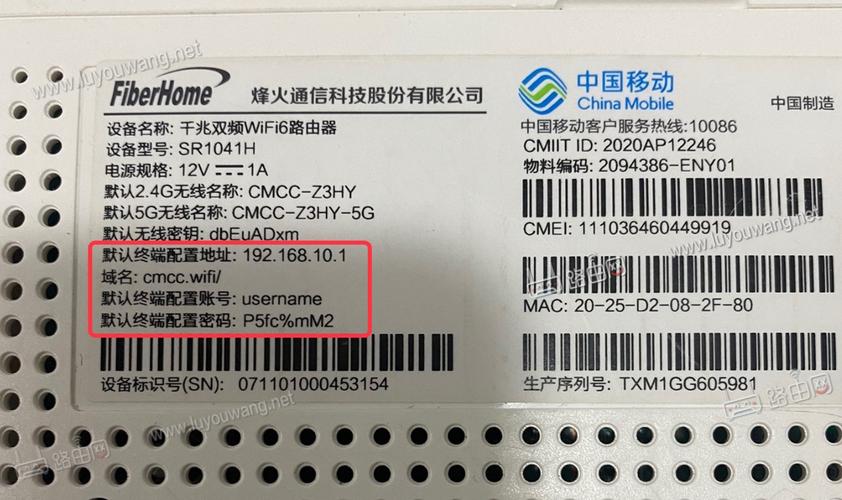 www.luyouwang.net
FiberHome 烽火通信科技股份有限公司
设备名称: 千兆双频WiFi6路由器
设备型号: SR1041H
电源规格: 12V 1A
默认2.4G无线名称: CMCC-Z3HY
默认5G无线名称: CMCC-Z3HY-5G
默认无线密钥: dbEuADxm
默认终端配置地址: 192.168.10.1
域名: cmcc.wifi/
默认终端配置账号: username
默认终端配置密码: P5fc%mM2
设备标识号(SN): 071101000453154
中国移动
China Mobile
中国制造
中国移动客户服务热线:10086
CMIIT ID: 2020AP12246
物料编码: 2094386-ENY01
CMEI: 111036460449919
MAC: 20-25-D2-08-2F-80
生产序列号: TXM1GG605981
路由网
www.luyouwang.net
路由网
www.luyouwang.net
路由网
www.luyouwang.net
路由网